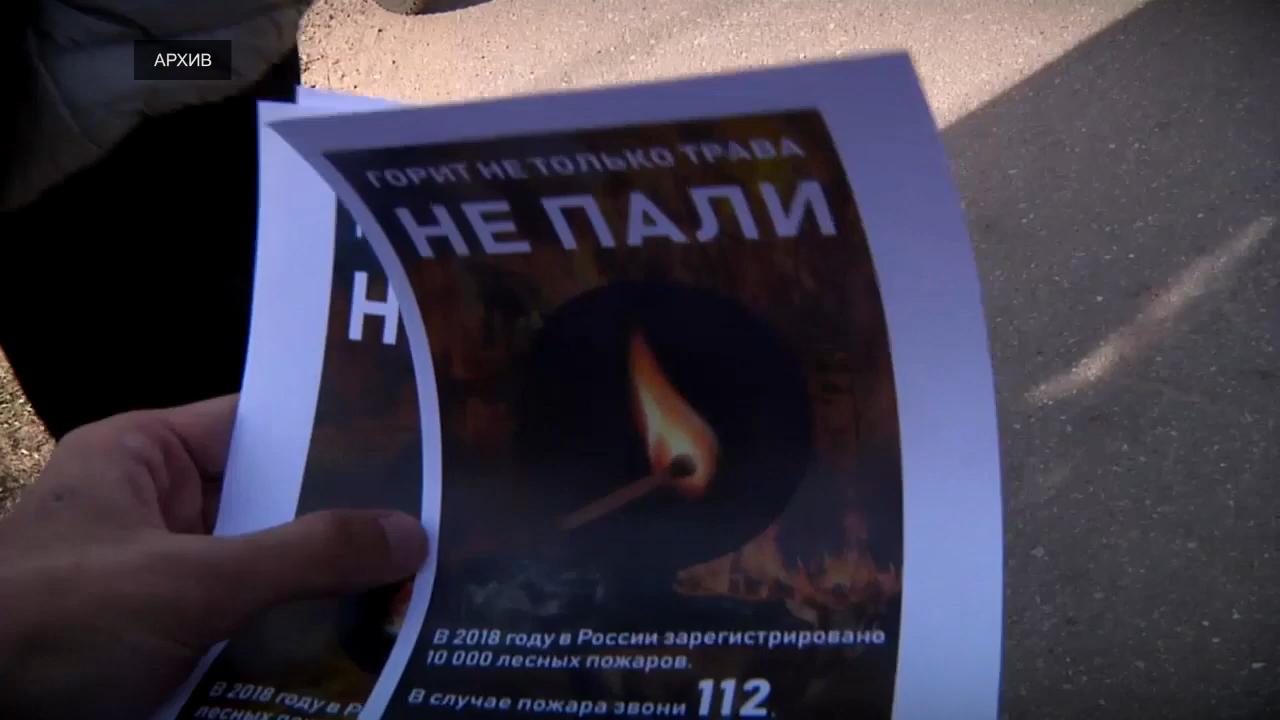 АРХИВ
ГОРИТ НЕ ТОЛЬКО ТРАВА
НЕ ПАЛИ
Н
В 2018 году в России зарегистрировано
10 000 лесных пожаров.
В случае пожара звони 112.
В 2018 году в Р
лесных